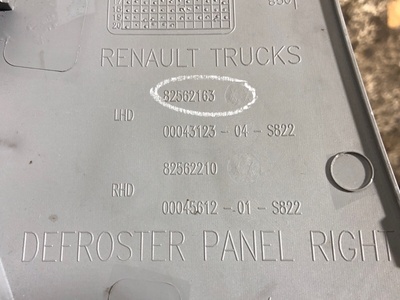 RENAULT TRUCKS
82562163
LHD
00043123 - 04 - S822
82562210
RHD
00045612 - 01 - S822
DEFROSTER PANEL RIGHT